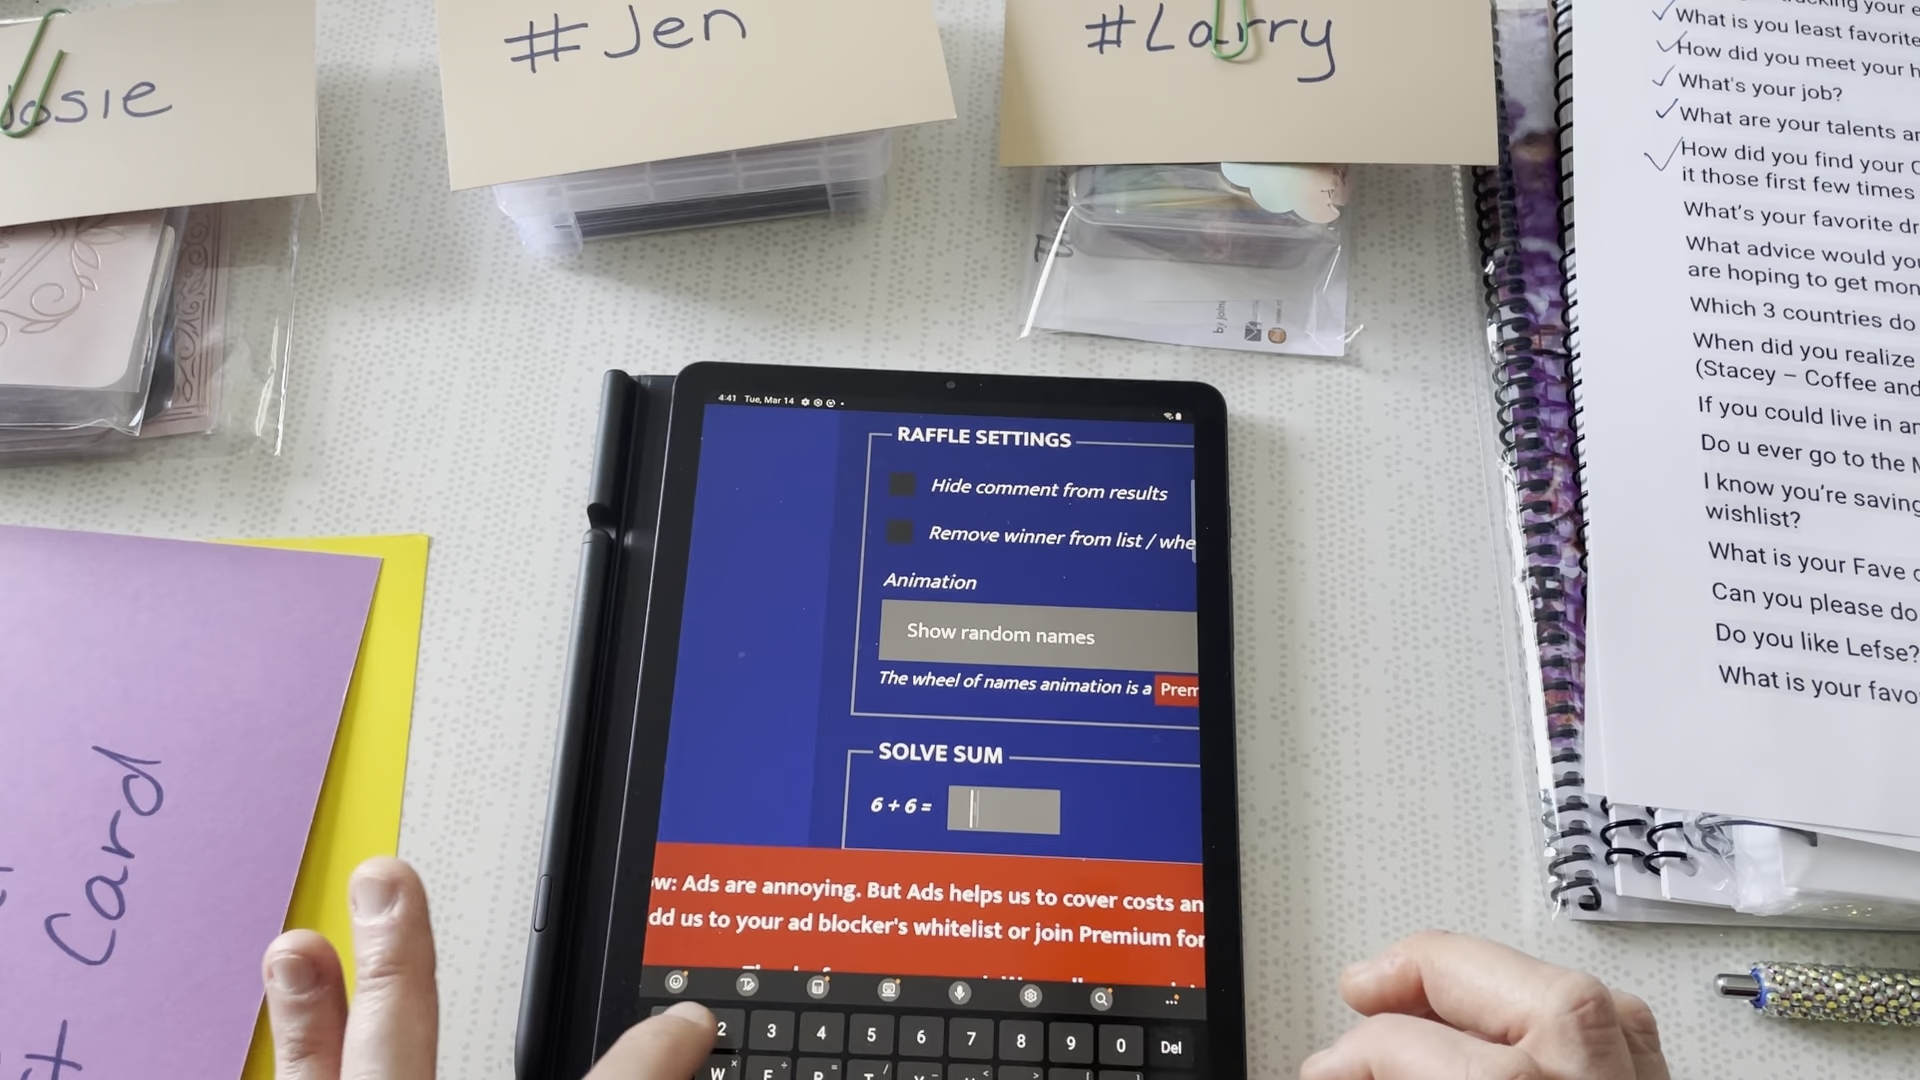 #Jen
#Larry
osie
What is you least favorite
How did you meet your
What's your job?
What are your talents
How did you find your
it those first few times
What's your favorite
What advice would
are hoping to get
Which 3 countries do
When did you realize
(Stacey – Coffee and
If you could live in
Do u ever go to the
I know you're saving
wishlist?
What is your Fave
Can you please do
Do you like Lefse?
What is your
by
4:41 Tue, Mar 14
RAFFLE SETTINGS
Hide comment from results
Remove winner from list / whe
Animation
Show random names
The wheel of names animation is a Prem
SOLVE SUM
6 + 6 =
ow: Ads are annoying. But Ads helps us to cover costs an
dd us to your ad blocker's whitelist or join Premium for
2 3 4 5 6 7 8 9 0 Del
W
Card